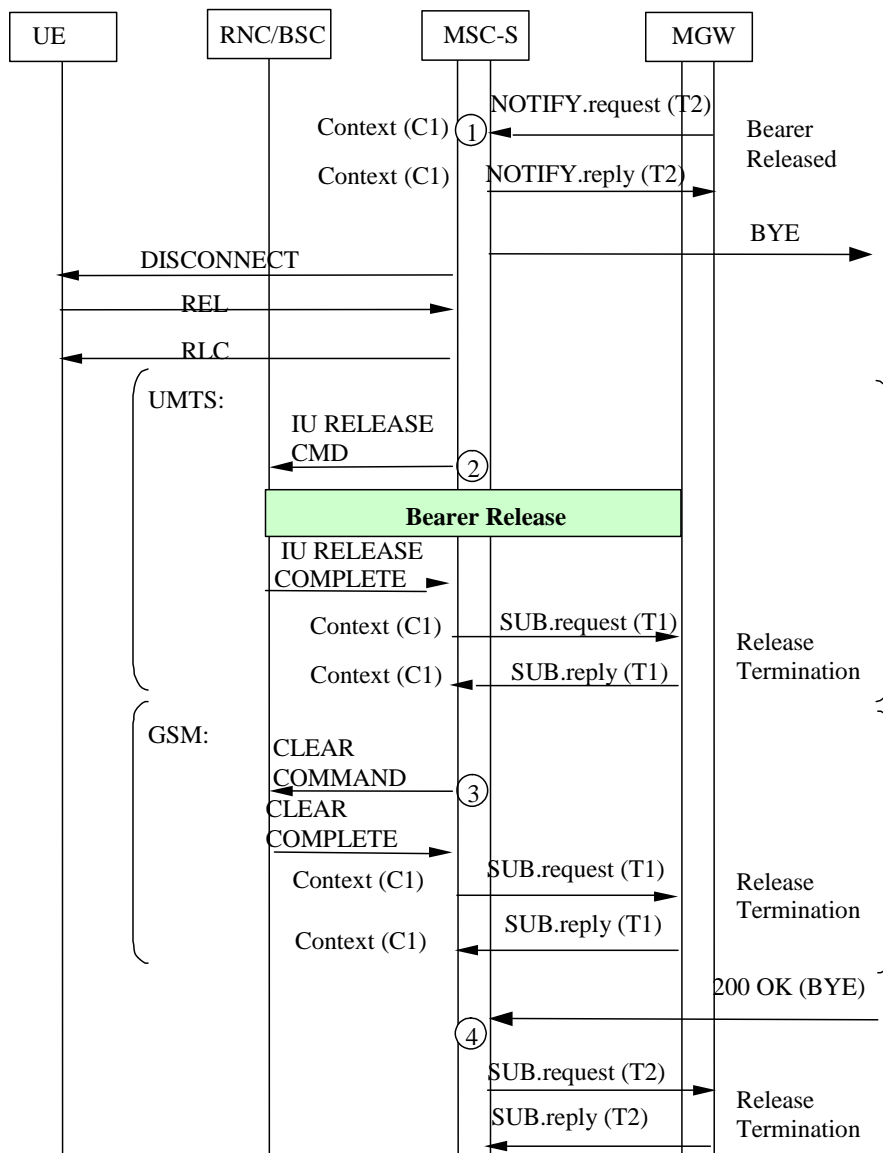 UE
RNC/BSC
MSC-S
MGW
NOTIFY.request (T2)
Context (C1)
1
Bearer
Released
Context (C1)
NOTIFY.reply (T2)
BYE
DISCONNECT
REL
RLC
UMTS:
IU RELEASE
CMD
2
Bearer Release
IU RELEASE
COMPLETE
Context (C1)
SUB.request (T1)
Release
Termination
Context (C1)
SUB.reply (T1)
GSM:
CLEAR
COMMAND
3
CLEAR
COMPLETE
Context (C1)
SUB.request (T1)
Release
Termination
Context (C1)
SUB.reply (T1)
200 OK (BYE)
4
SUB.request (T2)
Release
Termination
SUB.reply (T2)